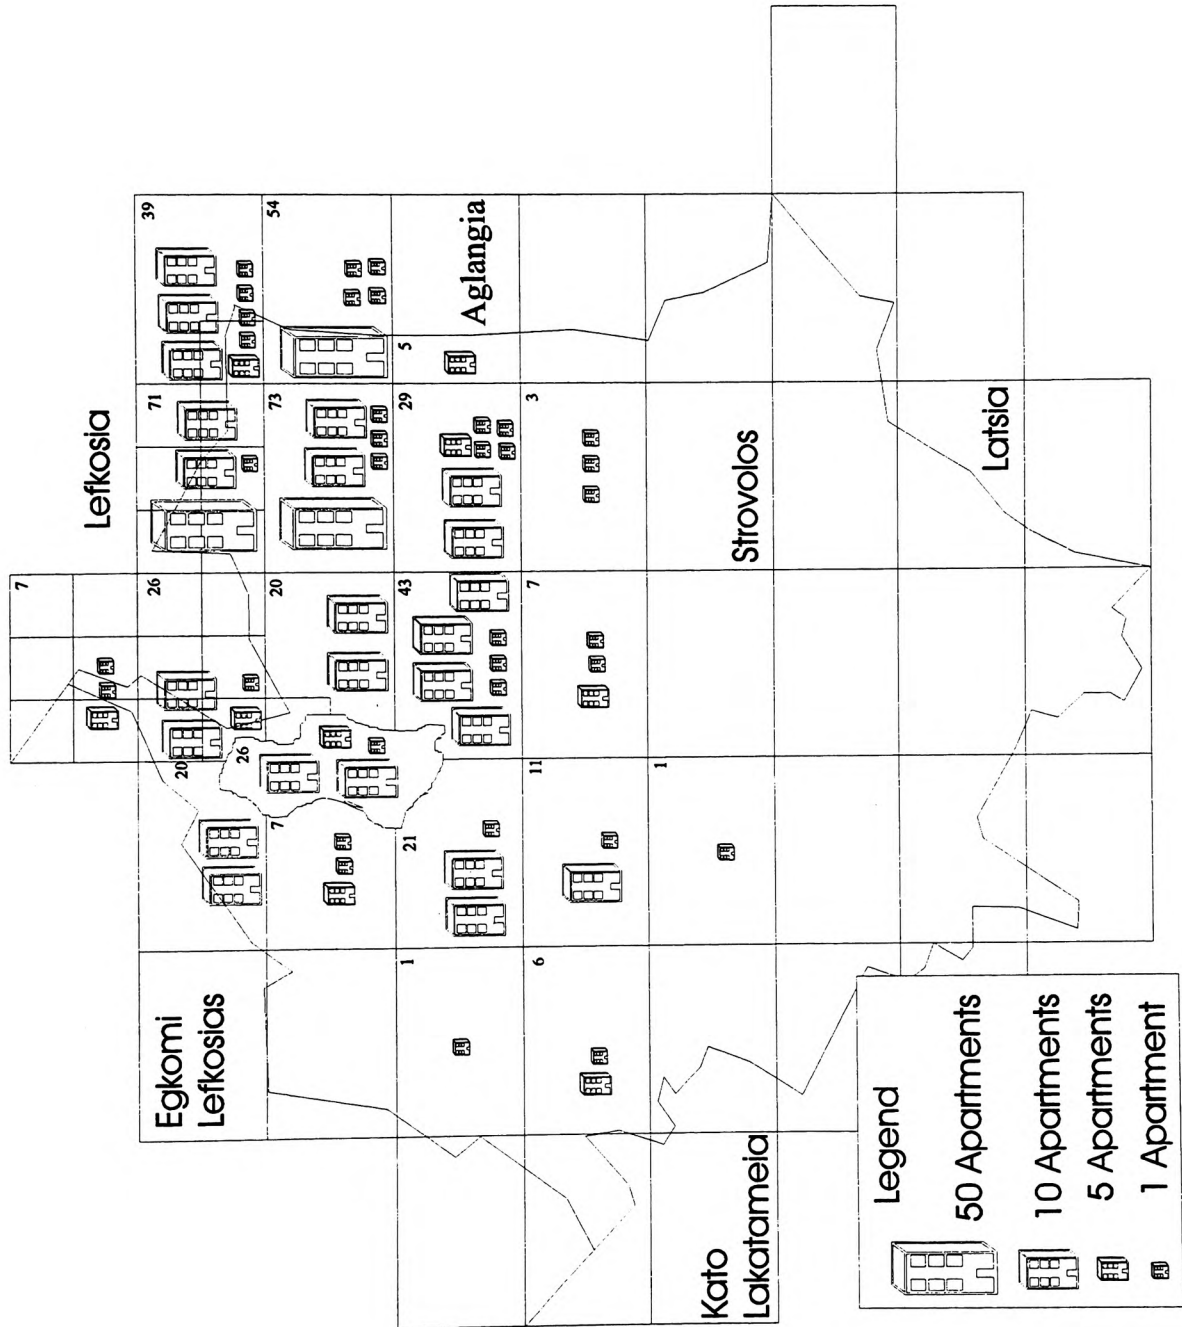 Lefkosia
7
39
71
26
54
73
20
20
26
7
Aglangia
5
29
43
21
1
3
7
11
6
1
Egkomi
Lefkosias
Strovolos
Latsia
Kato
Lakatameia
Legend
50 Apartments
10 Apartments
5 Apartments
1 Apartment